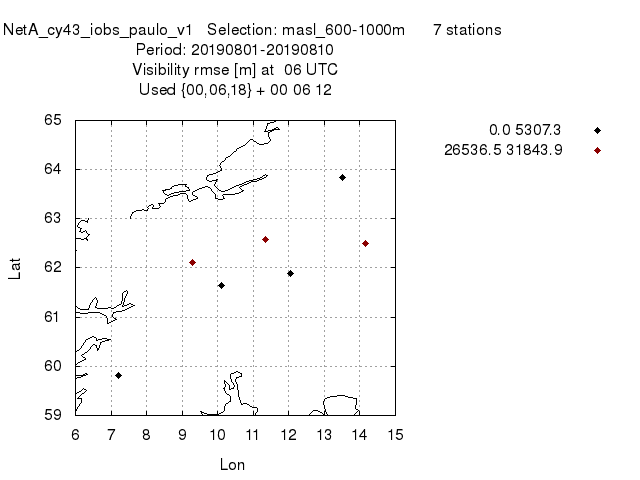 NetA_cy43_iobs_paulo_v1 Selection: masl_600-1000m 7 stations
Period: 20190801-20190810
Visibility rmse [m] at 06 UTC
Used {00,06,18} + 00 06 12
0.0 5307.3
26536.5 31843.9
65
64
63
62
61
60
59
Lat
6 7 8 9 10 11 12 13 14 15
Lon